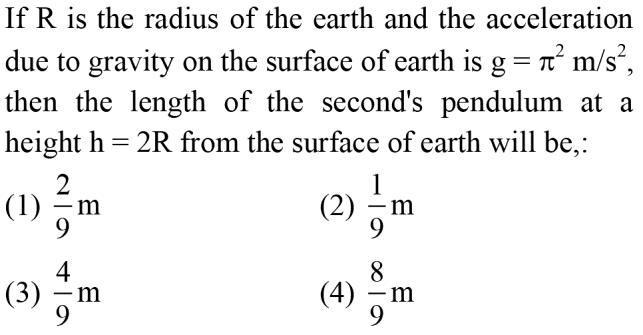 If R is the radius of the earth and the acceleration
due to gravity on the surface of earth is g = π² m/s²,
then the length of the second's pendulum at a
height h = 2R from the surface of earth will be,:
(1) 2/9 m (2) 1/9 m
(3) 4/9 m (4) 8/9 m